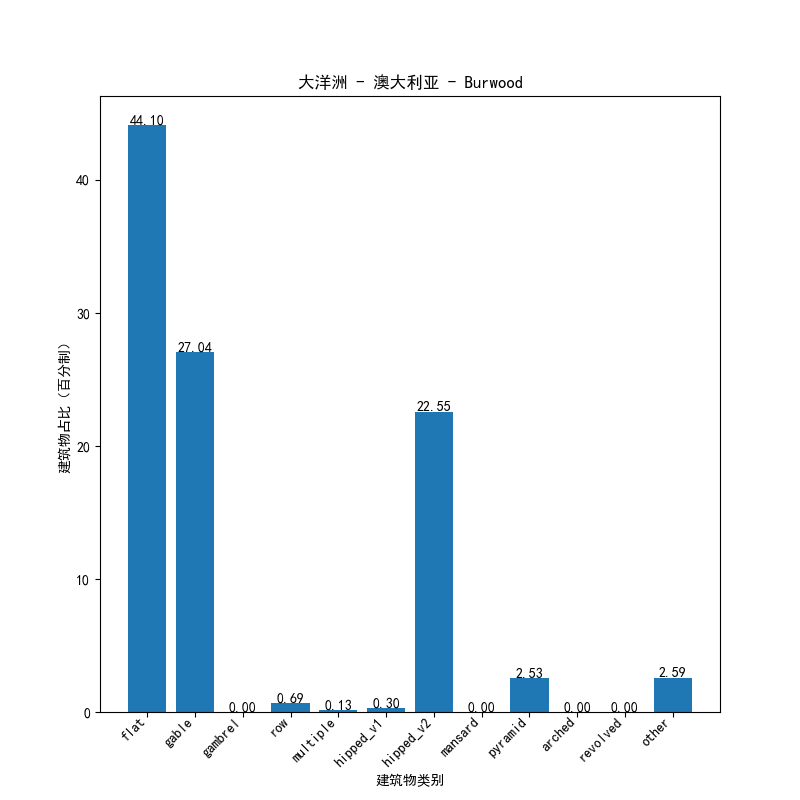 大洋洲 - 澳大利亚 - Burwood
建筑物占比（百分制）
40
30
20
10
0
44.10
27.04
0.00
0.69
0.13
0.30
22.55
0.00
2.53
0.00
0.00
2.59
flat
gable
gambrel
row
multiple
hipped_v1
hipped_v2
mansard
pyramid
arched
revolved
other
建筑物类别